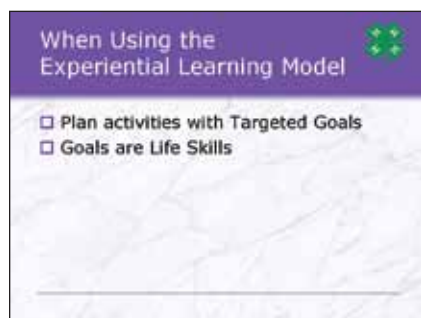 When Using the
Experiential Learning Model
Plan activities with Targeted Goals
Goals are Life Skills